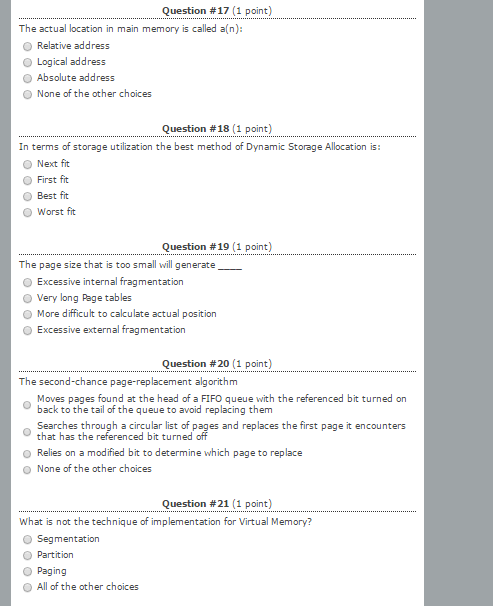 Question #17 (1 point)
The actual location in main memory is called a(n):
Relative address
Logical address
Absolute address
None of the other choices
Question #18 (1 point)
In terms of storage utilization the best method of Dynamic Storage Allocation is:
Next fit
First fit
Best fit
Worst fit
Question #19 (1 point)
The page size that is too small will generate ____
Excessive internal fragmentation
Very long Page tables
More difficult to calculate actual position
Excessive external fragmentation
Question #20 (1 point)
The second-chance page-replacement algorithm
Moves pages found at the head of a FIFO queue with the referenced bit turned on
back to the tail of the queue to avoid replacing them
Searches through a circular list of pages and replaces the first page it encounters
that has the referenced bit turned off
Relies on a modified bit to determine which page to replace
None of the other choices
Question #21 (1 point)
What is not the technique of implementation for Virtual Memory?
Segmentation
Partition
Paging
All of the other choices